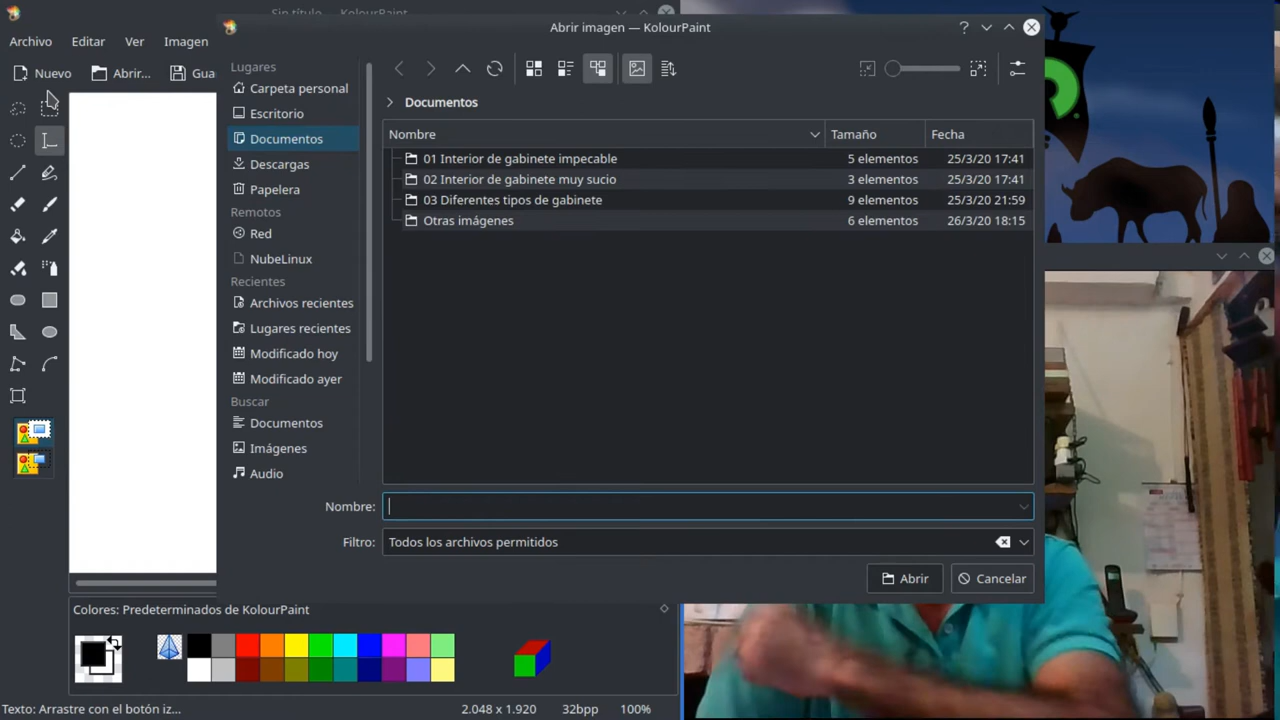 Sin título — KolourPaint
Abrir imagen — KolourPaint
Archivo Editar Ver Imagen
Nuevo Abrir... Gua
Lugares
Carpeta personal
Escritorio
Documentos
Descargas
Papelera
Remotos
Red
NubeLinux
Recientes
Archivos recientes
Lugares recientes
Modificado hoy
Modificado ayer
Buscar
Documentos
Imágenes
Audio
Documentos
Nombre Tamaño Fecha
01 Interior de gabinete impecable 5 elementos 25/3/20 17:41
02 Interior de gabinete muy sucio 3 elementos 25/3/20 17:41
03 Diferentes tipos de gabinete 9 elementos 25/3/20 21:59
Otras imágenes 6 elementos 26/3/20 18:15
Nombre:
Filtro: Todos los archivos permitidos
Abrir Cancelar
Colores: Predeterminados de KolourPaint
Texto: Arrastre con el botón iz... 2.048 x 1.920 32bpp 100%